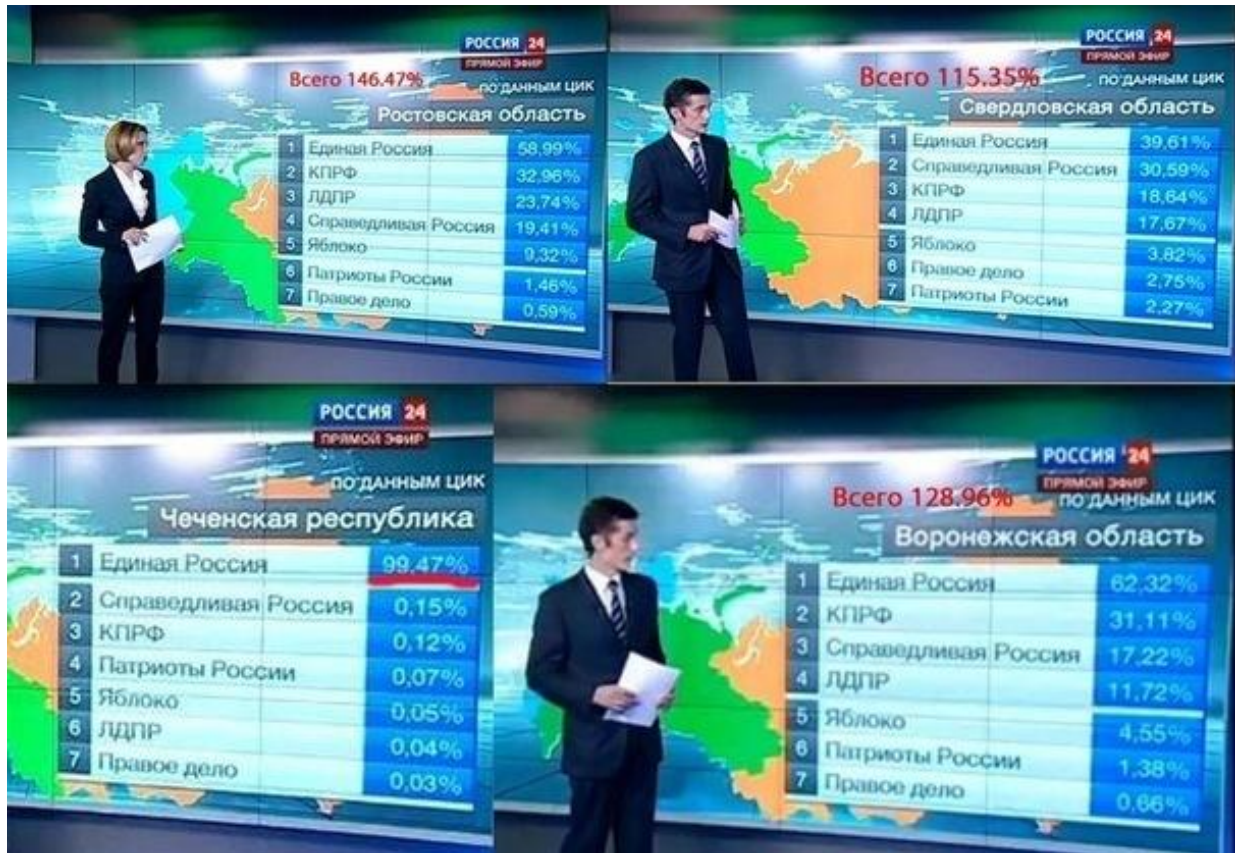 РОССИЯ 24
ПРЯМОЙ ЭФИР
Всего 146.47%
ПО ДАННЫМ ЦИК
Ростовская область
1 Единая Россия 58,99%
2 КПРФ 32,96%
3 ЛДПР 23,74%
4 Справедливая Россия 19,41%
5 Яблоко 9,32%
6 Патриоты России 1,46%
7 Правое дело 0,59%
РОССИЯ 24
ПРЯМОЙ ЭФИР
Всего 115.35%
ПО ДАННЫМ ЦИК
Свердловская область
1 Единая Россия 39,61%
2 Справедливая Россия 30,59%
3 КПРФ 18,64%
4 ЛДПР 17,67%
5 Яблоко 3,82%
6 Правое дело 2,75%
7 Патриоты России 2,27%
РОССИЯ 24
ПРЯМОЙ ЭФИР
ПО ДАННЫМ ЦИК
Чеченская республика
1 Единая Россия 99,47%
2 Справедливая Россия 0,15%
3 КПРФ 0,12%
4 Патриоты России 0,07%
5 Яблоко 0,05%
6 ЛДПР 0,04%
7 Правое дело 0,03%
РОССИЯ 24
ПРЯМОЙ ЭФИР
Всего 128.96%
ПО ДАННЫМ ЦИК
Воронежская область
1 Единая Россия 62,32%
2 КПРФ 31,11%
3 Справедливая Россия 17,22%
4 ЛДПР 11,72%
5 Яблоко 4,55%
6 Патриоты России 1,38%
7 Правое дело 0,66%